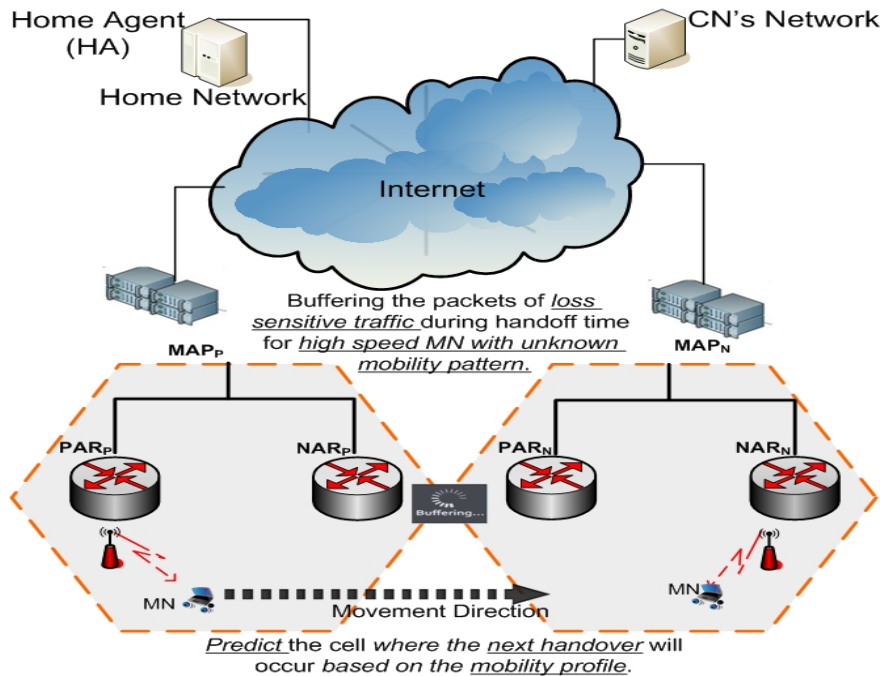 Home Agent
(HA)
Home Network
CN's Network
Internet
Buffering the packets of loss
sensitive traffic during handoff time
for high speed MN with unknown
mobility pattern.
MAPP
MAPN
PARP
NARP
PARN
NARN
Buffering...
MN
MN
Movement Direction
Predict the cell where the next handover will
occur based on the mobility profile.